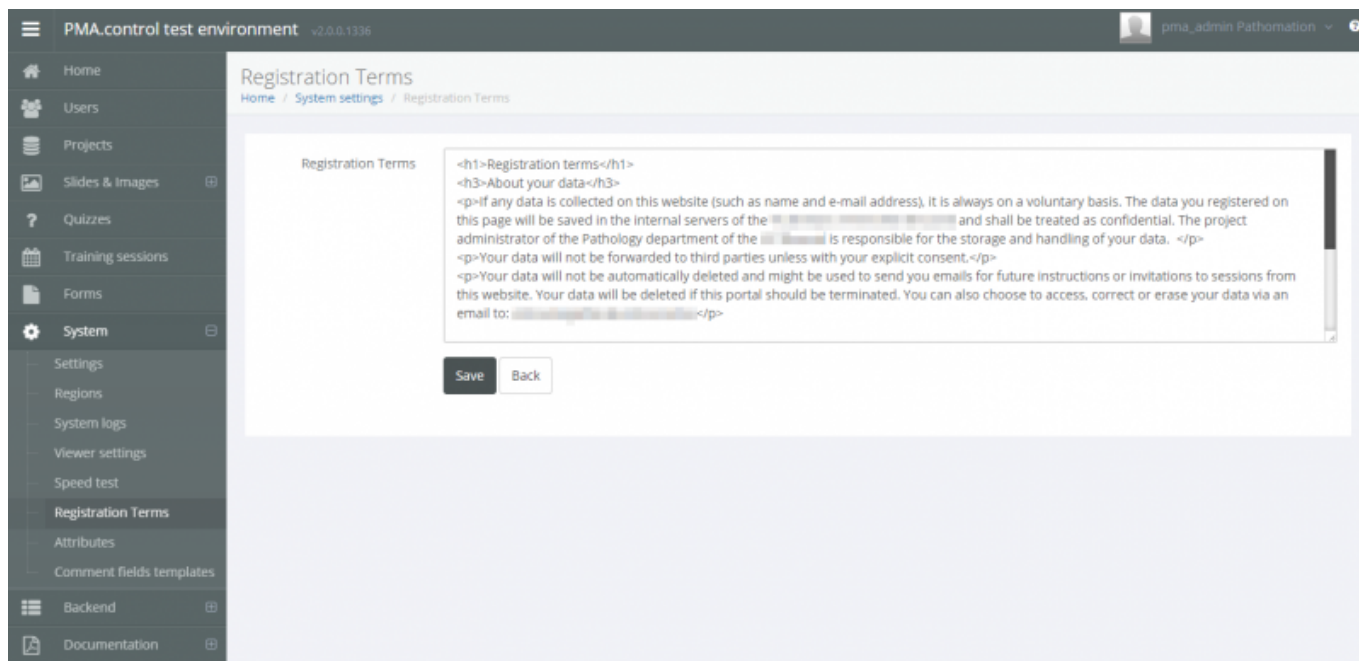 PMA.control test environment v2.0.0.1336
pma_admin Pathomation
Home
Users
Projects
Slides & Images
Quizzes
Training sessions
Forms
System
Settings
Regions
System logs
Viewer settings
Speed test
Registration Terms
Attributes
Comment fields templates
Backend
Documentation
Registration Terms
Home / System settings / Registration Terms
Registration Terms
<h1>Registration terms</h1>
<h3>About your data</h3>
<p>If any data is collected on this website (such as name and e-mail address), it is always on a voluntary basis. The data you registered on
this page will be saved in the internal servers of the and shall be treated as confidential. The project
administrator of the Pathology department of the is responsible for the storage and handling of your data. </p>
<p>Your data will not be forwarded to third parties unless with your explicit consent.</p>
<p>Your data will not be automatically deleted and might be used to send you emails for future instructions or invitations to sessions from
this website. Your data will be deleted if this portal should be terminated. You can also choose to access, correct or erase your data via an
email to: </p>
Save Back